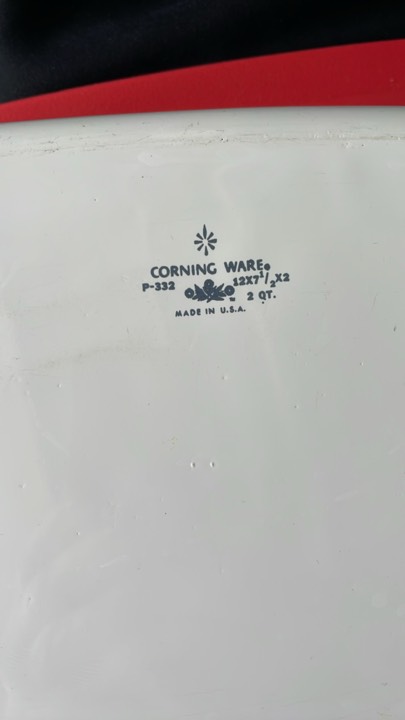 CORNING WARE®
P-332 12X7½X2
2 QT.
MADE IN U.S.A.